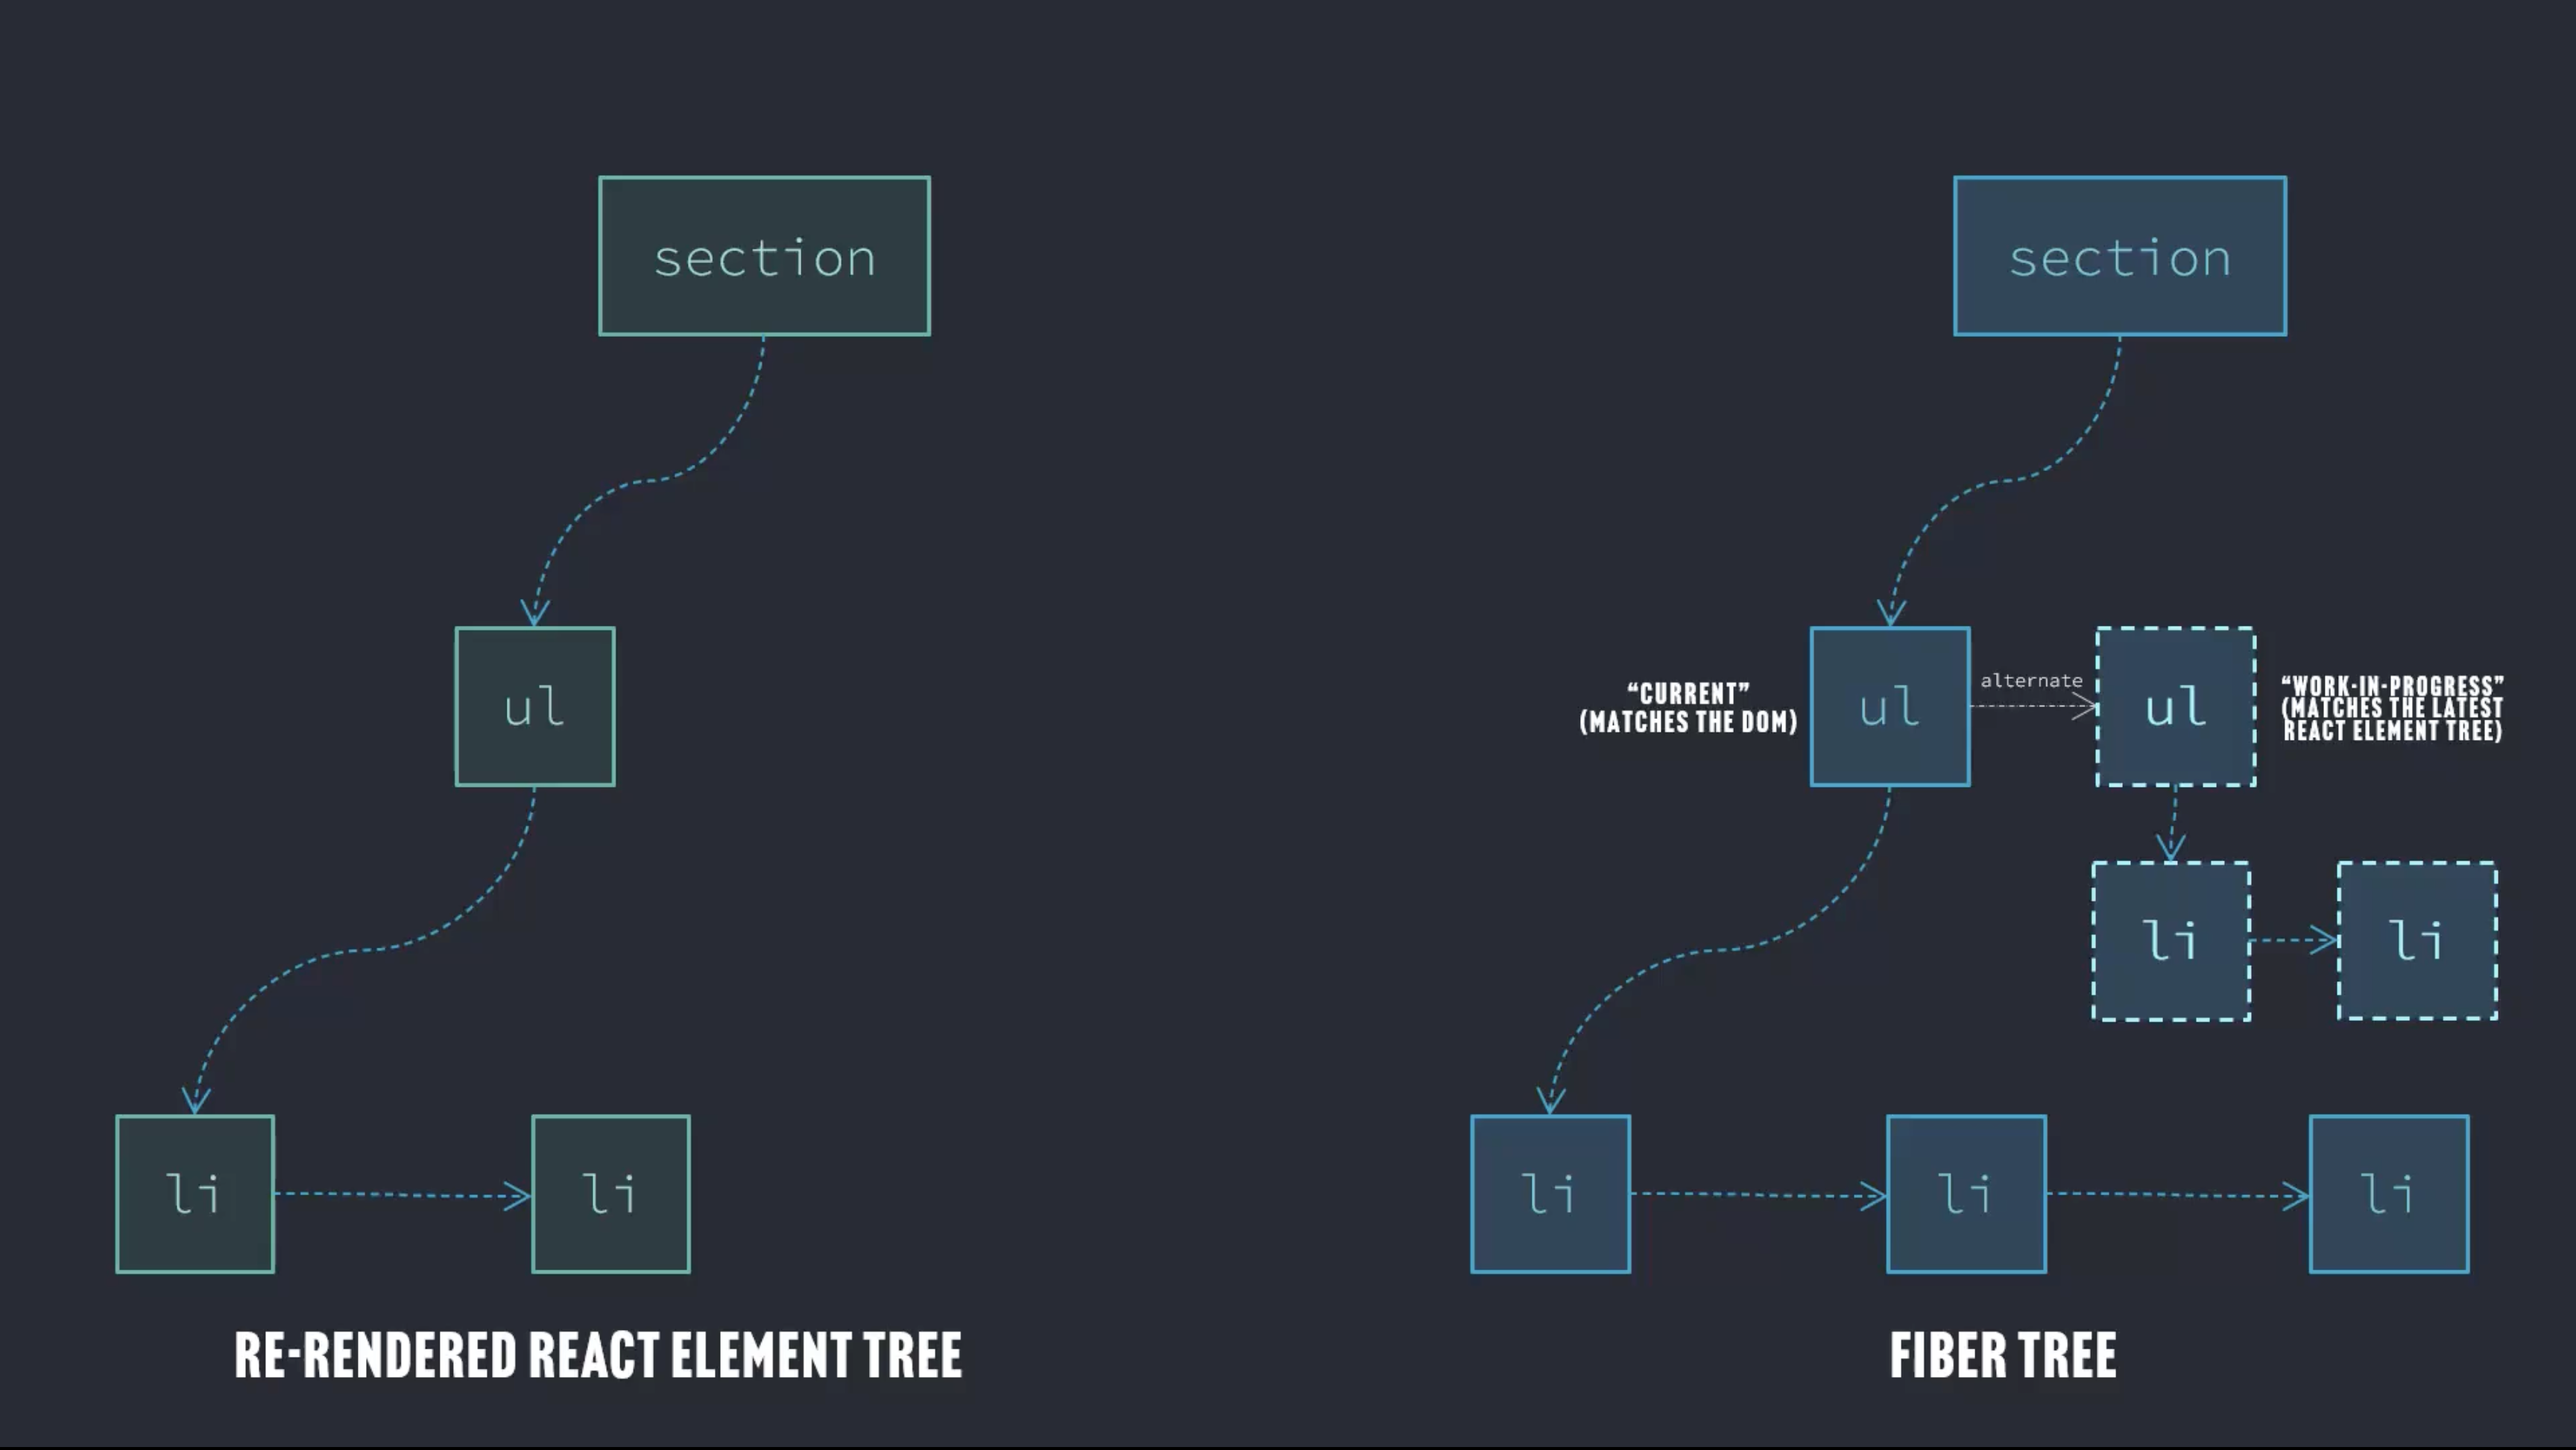 section
section
ul
"CURRENT"
(MATCHES THE DOM)
ul
alternate
ul
“WORK-IN-PROGRESS”
(MATCHES THE LATEST
REACT ELEMENT TREE)
li
li
li
li
li
li
li
RE-RENDERED REACT ELEMENT TREE
FIBER TREE